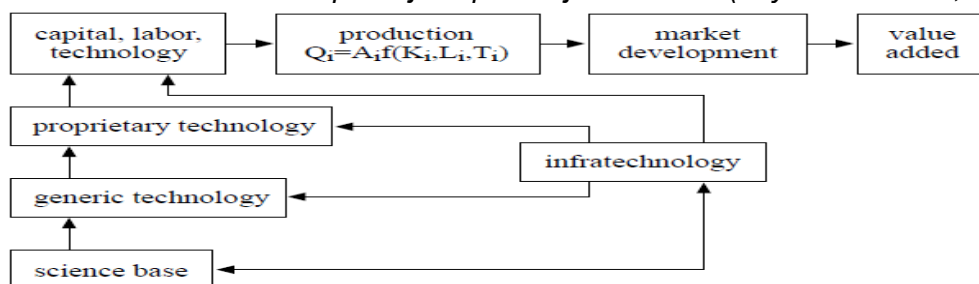 capital, labor,
technology
production
Qi=Aif(Ki,Li,Ti)
market
development
value
added
proprietary technology
infratechnology
generic technology
science base